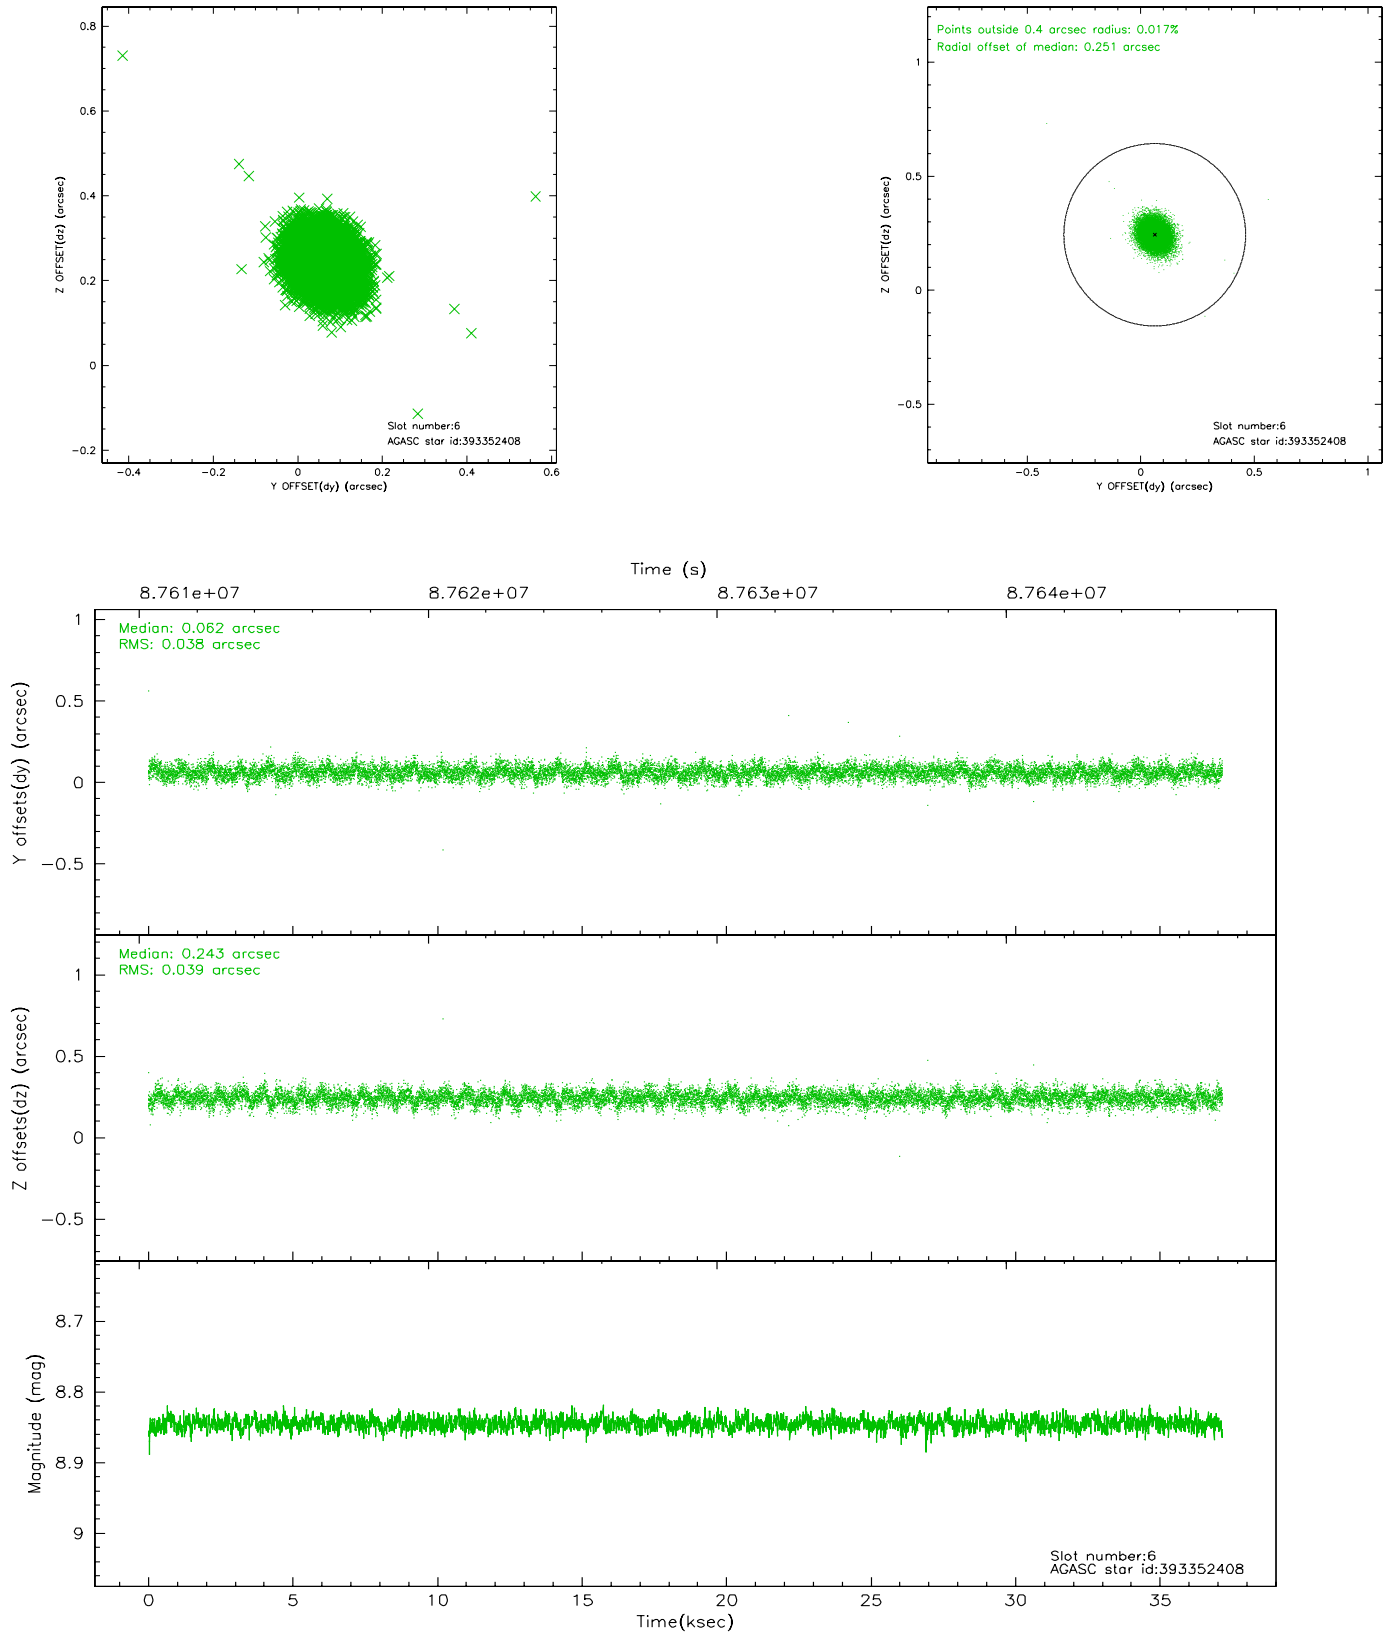 0.8
0.6
0.4
0.2
0
−0.2
−0.4
−0.2
0
0.2
0.4
0.6
Z OFFSET(dz) (arcsec)
Y OFFSET(dy) (arcsec)
Slot number:6
AGASC star id:393352408
Points outside 0.4 arcsec radius: 0.017%
Radial offset of median: 0.251 arcsec
1
0.5
0
−0.5
−0.5
0
0.5
1
Z OFFSET(dz) (arcsec)
Y OFFSET(dy) (arcsec)
Slot number:6
AGASC star id:393352408
Time (s)
8.761e+07
8.762e+07
8.763e+07
8.764e+07
Median: 0.062 arcsec
RMS: 0.038 arcsec
1
0.5
0
−0.5
Y offsets(dy) (arcsec)
Median: 0.243 arcsec
RMS: 0.039 arcsec
1
0.5
0
−0.5
Z offsets(dz) (arcsec)
8.7
8.8
8.9
9
Magnitude (mag)
Slot number:6
AGASC star id:393352408
0
5
10
15
20
25
30
35
Time(ksec)